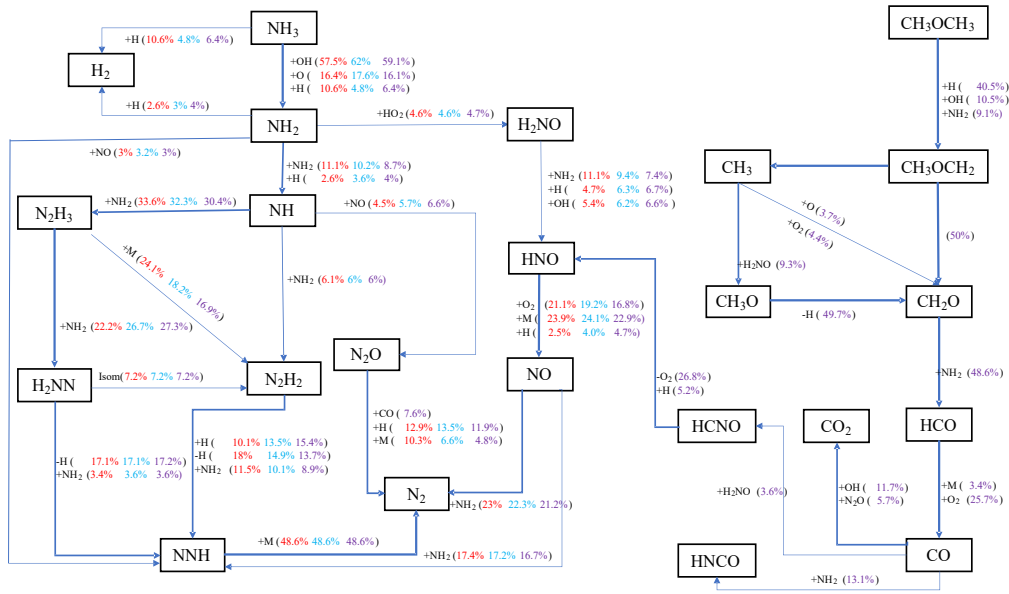 NH3
CH3OCH3
+H (10.6% 4.8% 6.4%)
H2
+OH (57.5% 62% 59.1%)
+O ( 16.4% 17.6% 16.1%)
+H ( 10.6% 4.8% 6.4%)
+H ( 40.5%)
+OH ( 10.5%)
+NH2 (9.1%)
+H (2.6% 3% 4%)
+HO2 (4.6% 4.6% 4.7%)
NH2
H2NO
+NO (3% 3.2% 3%)
+NH2 (11.1% 10.2% 8.7%)
+H ( 2.6% 3.6% 4%)
+NH2 (11.1% 9.4% 7.4%)
+H ( 4.7% 6.3% 6.7%)
+OH ( 5.4% 6.2% 6.6%)
CH3
CH3OCH2
N2H3
+NH2 (33.6% 32.3% 30.4%)
NH
+NO (4.5% 5.7% 6.6%)
+O (3.7%)
+O2 (4.4%)
(50%)
+M (24.1% 18.2% 16.9%)
+NH2 (6.1% 6% 6%)
HNO
+H2NO (9.3%)
CH3O
-H ( 49.7%)
CH2O
+O2 (21.1% 19.2% 16.8%)
+M ( 23.9% 24.1% 22.9%)
+H ( 2.5% 4.0% 4.7%)
+NH2 (22.2% 26.7% 27.3%)
N2O
H2NN
Isom(7.2% 7.2% 7.2%)
N2H2
NO
-O2 (26.8%)
+H (5.2%)
+NH2 (48.6%)
+CO ( 7.6%)
+H ( 12.9% 13.5% 11.9%)
+M ( 10.3% 6.6% 4.8%)
HCNO
CO2
HCO
-H ( 17.1% 17.1% 17.2%)
+NH2 (3.4% 3.6% 3.6%)
+H ( 10.1% 13.5% 15.4%)
-H ( 18% 14.9% 13.7%)
+NH2 (11.5% 10.1% 8.9%)
N2
+NH2 (23% 22.3% 21.2%)
+H2NO (3.6%)
+OH ( 11.7%)
+N2O ( 5.7%)
+M ( 3.4%)
+O2 (25.7%)
NNH
+M (48.6% 48.6% 48.6%)
+NH2 (17.4% 17.2% 16.7%)
HNCO
CO
+NH2 (13.1%)